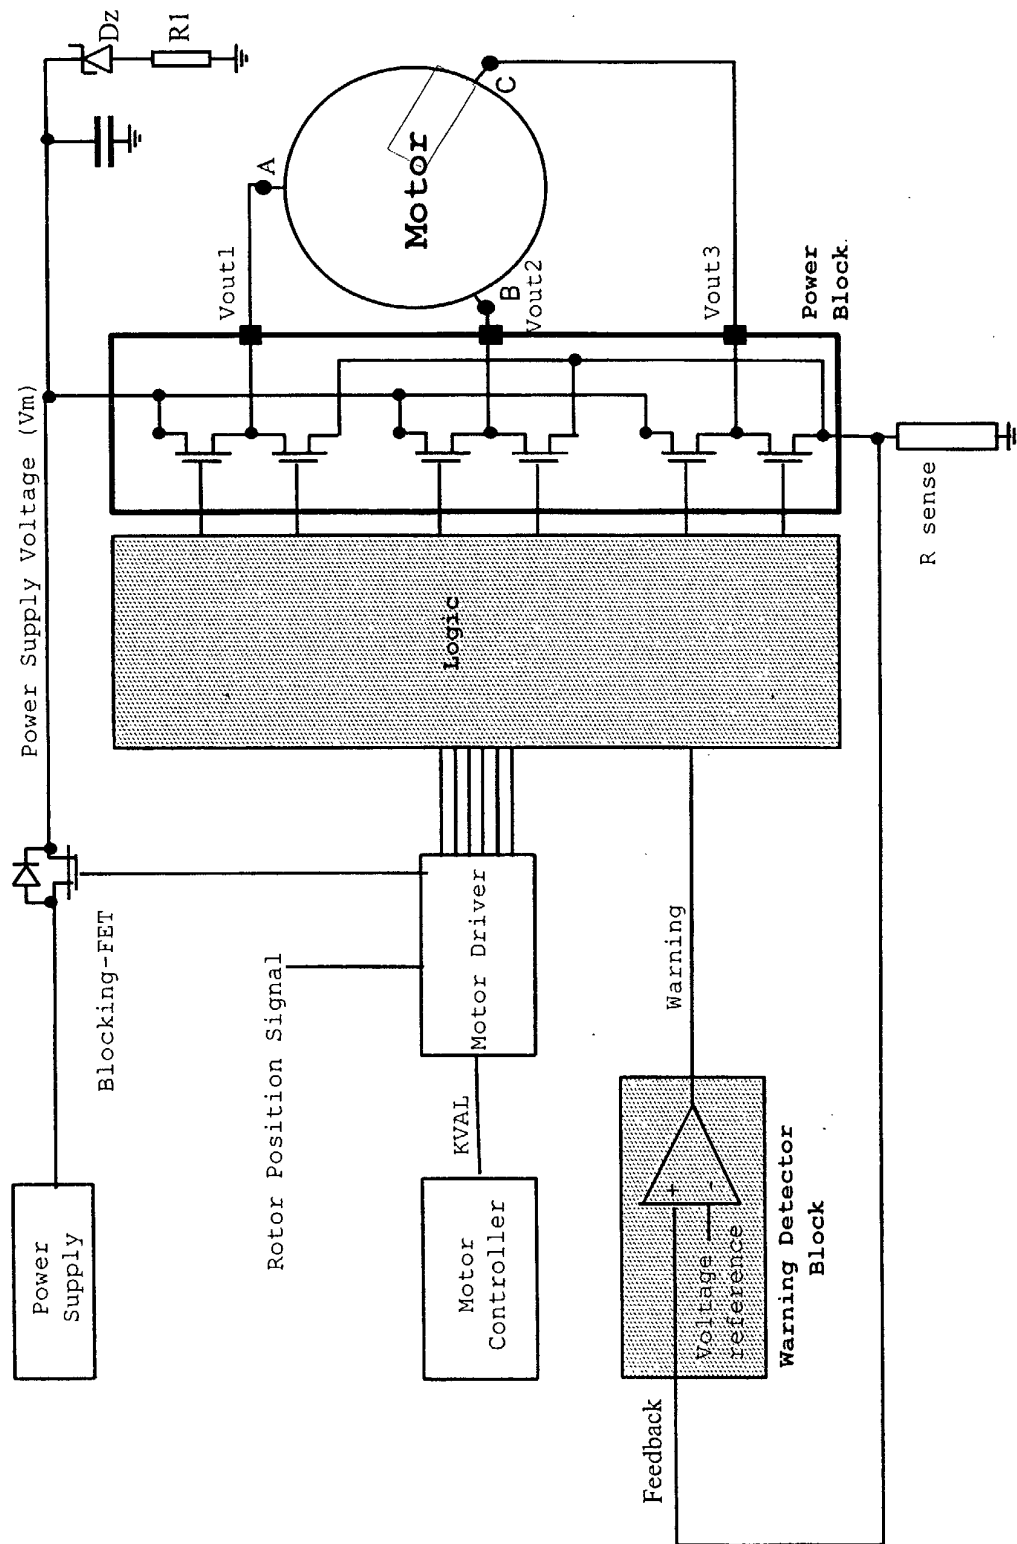 Dz
R1
Power Supply Voltage (Vm)
A
Motor
C
B
Vout1
Vout2
Vout3
Power
Block.
R sense
Logic
Blocking-FET
Rotor Position Signal
Motor Driver
Warning
KVAL
Power
Supply
Motor
Controller
+
-
Voltage
reference
Warning Detector
Block
Feedback